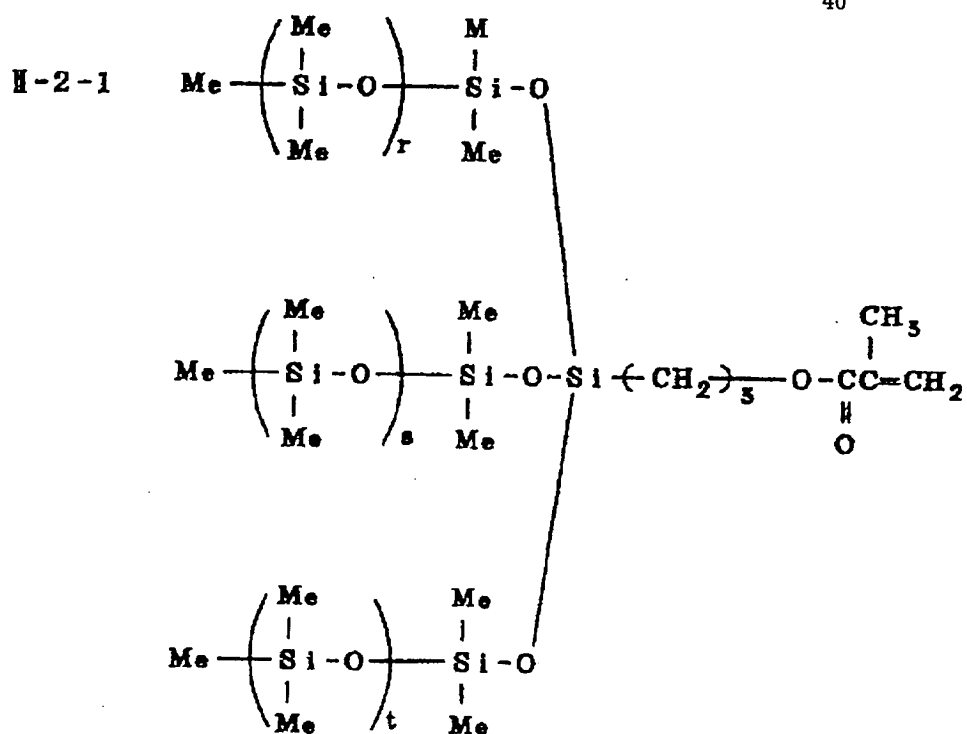 40
II-2-1
Me M
Me—(Si-O)r—Si-O
Me Me
Me Me CH3
Me—(Si-O)s—Si-O-Si-(CH2)3—O-CC=CH2
Me Me O
Me Me
Me—(Si-O)t—Si-O
Me Me